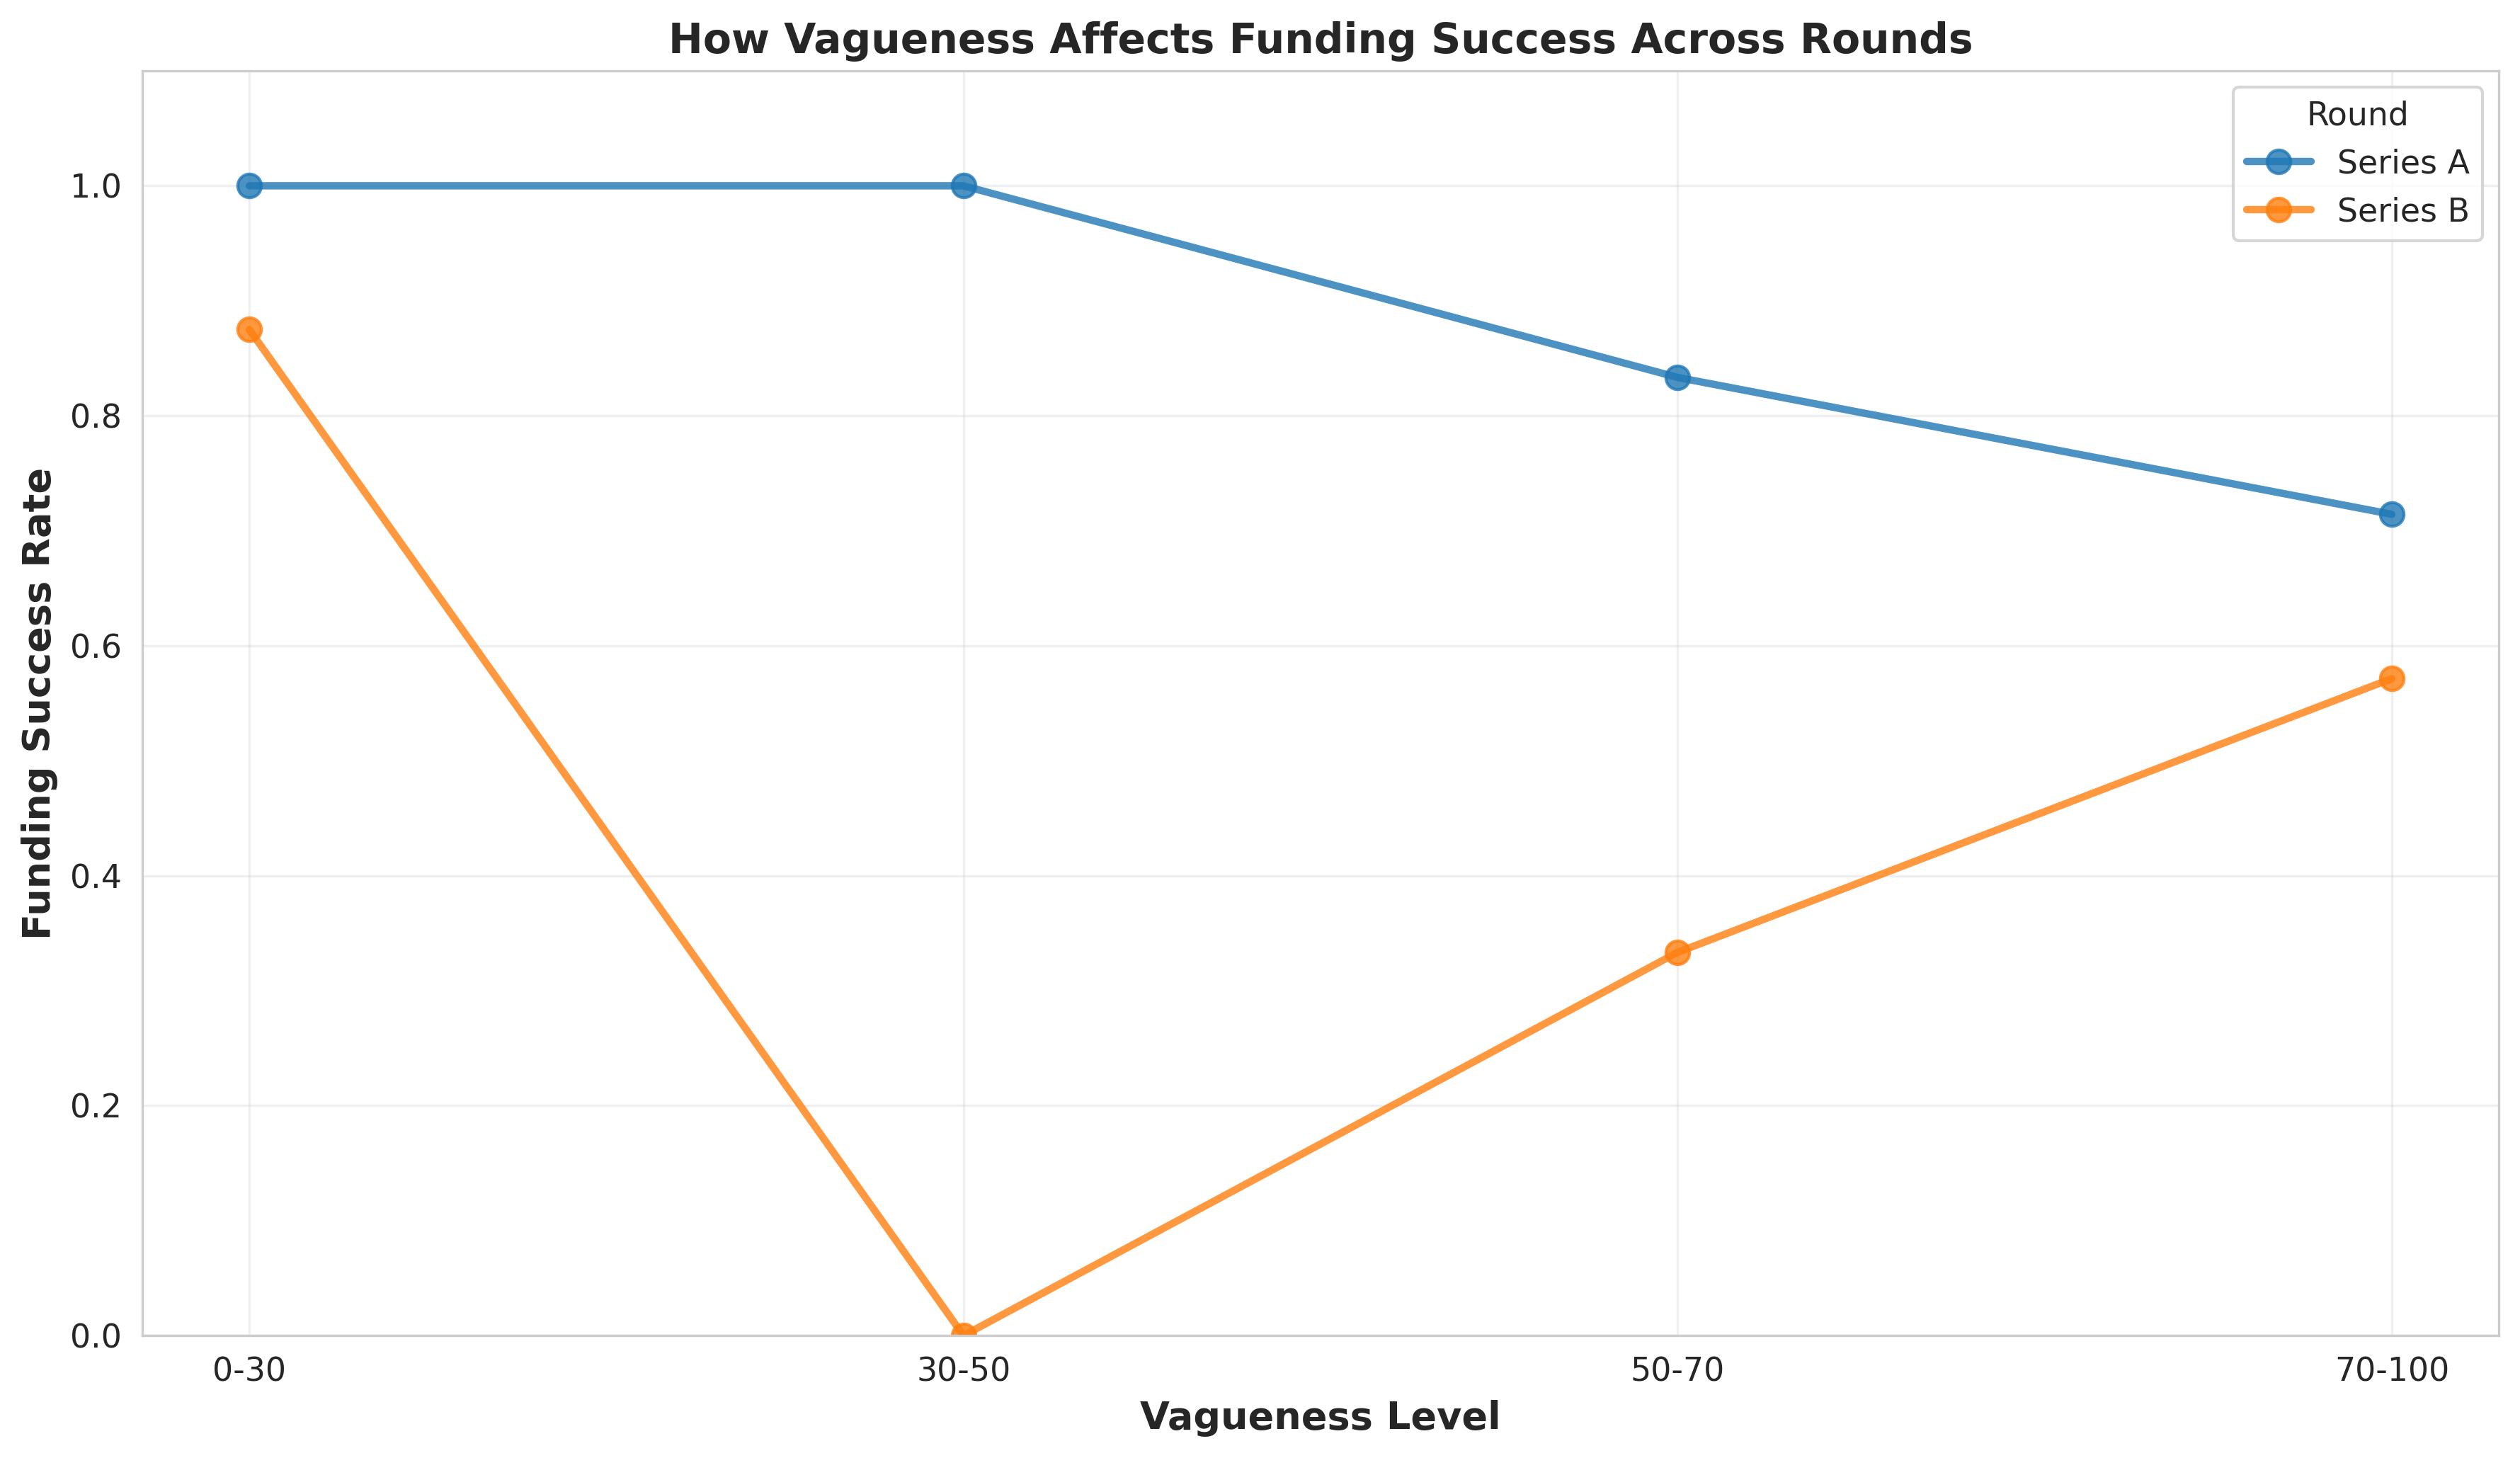 How Vagueness Affects Funding Success Across Rounds
Round
Series A
Series B
Funding Success Rate
1.0
0.8
0.6
0.4
0.2
0.0
0-30
30-50
50-70
70-100
Vagueness Level